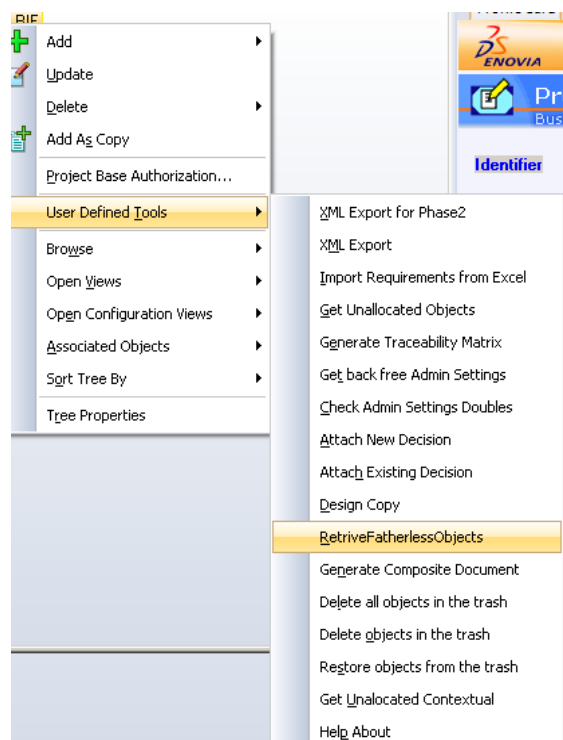 Add
Update
Delete
Add As Copy
Project Base Authorization...
User Defined Tools
Browse
Open Views
Open Configuration Views
Associated Objects
Sort Tree By
Tree Properties
ENOVIA
Pr
Bus
Identifier
XML Export for Phase2
XML Export
Import Requirements from Excel
Get Unallocated Objects
Generate Traceability Matrix
Get back free Admin Settings
Check Admin Settings Doubles
Attach New Decision
Attach Existing Decision
Design Copy
RetriveFatherlessObjects
Generate Composite Document
Delete all objects in the trash
Delete objects in the trash
Restore objects from the trash
Get Unalocated Contextual
Help About